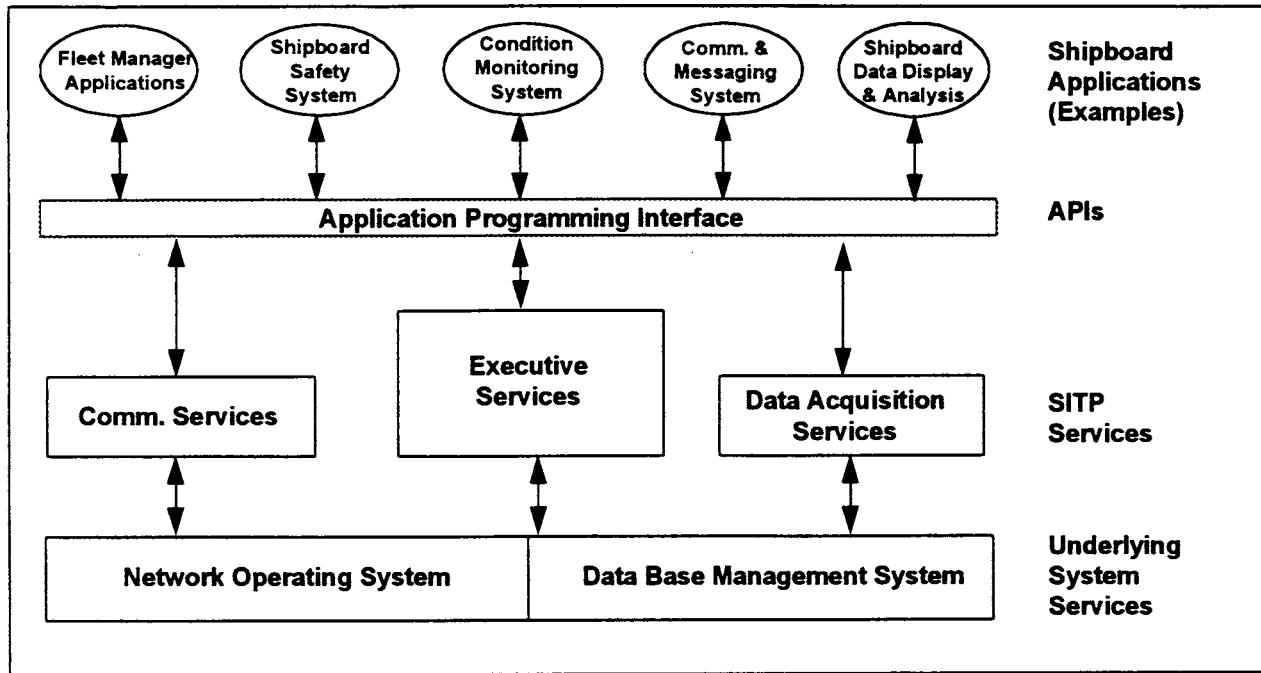 Fleet Manager
Applications
Shipboard
Safety
System
Condition
Monitoring
System
Comm. &
Messaging
System
Shipboard
Data Display
& Analysis
Shipboard
Applications
(Examples)
Application Programming Interface
APIs
Comm. Services
Executive
Services
Data Acquisition
Services
SITP
Services
Network Operating System
Data Base Management System
Underlying
System
Services